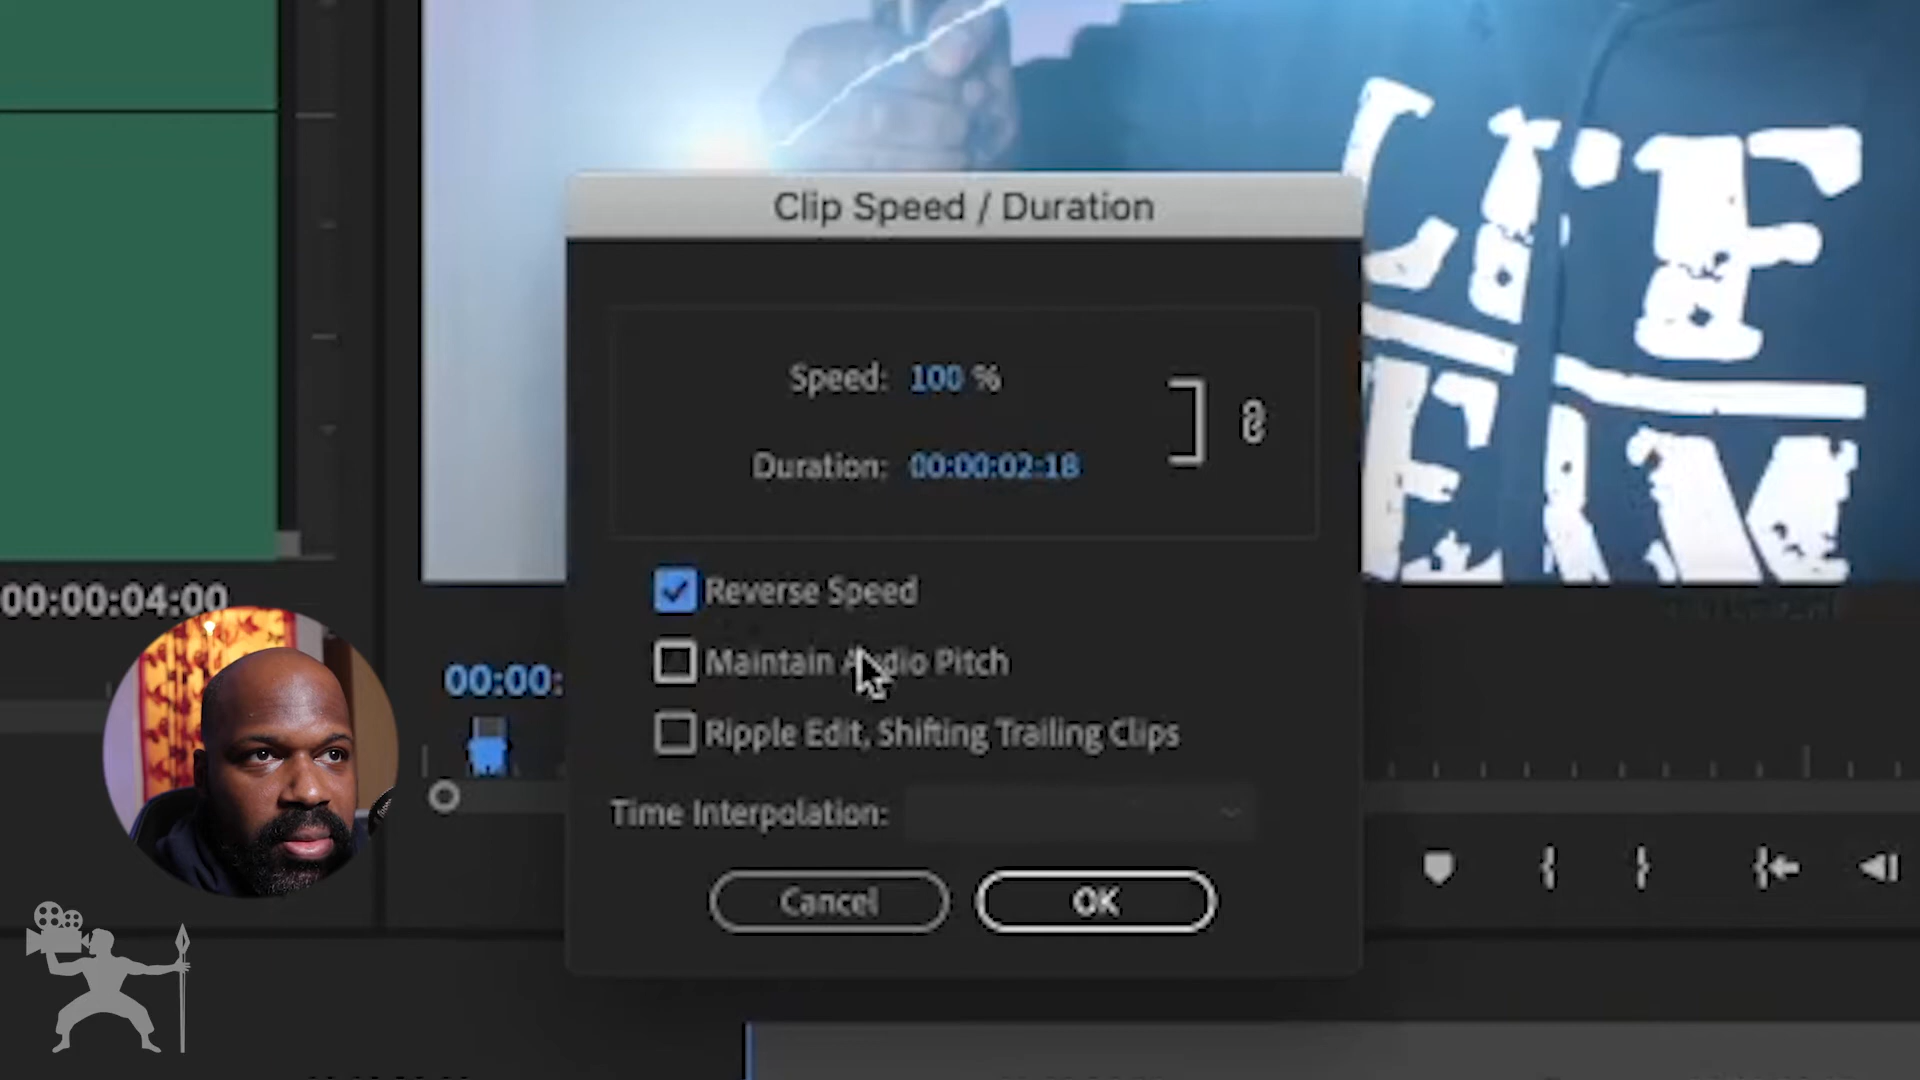 LIFE
Clip Speed / Duration
Speed: 100 %
Duration: 00:00:02:18
Reverse Speed
00:00:04:00
Maintain Audio Pitch
00:00:
Ripple Edit, Shifting Trailing Clips
Time Interpolation:
Cancel
OK